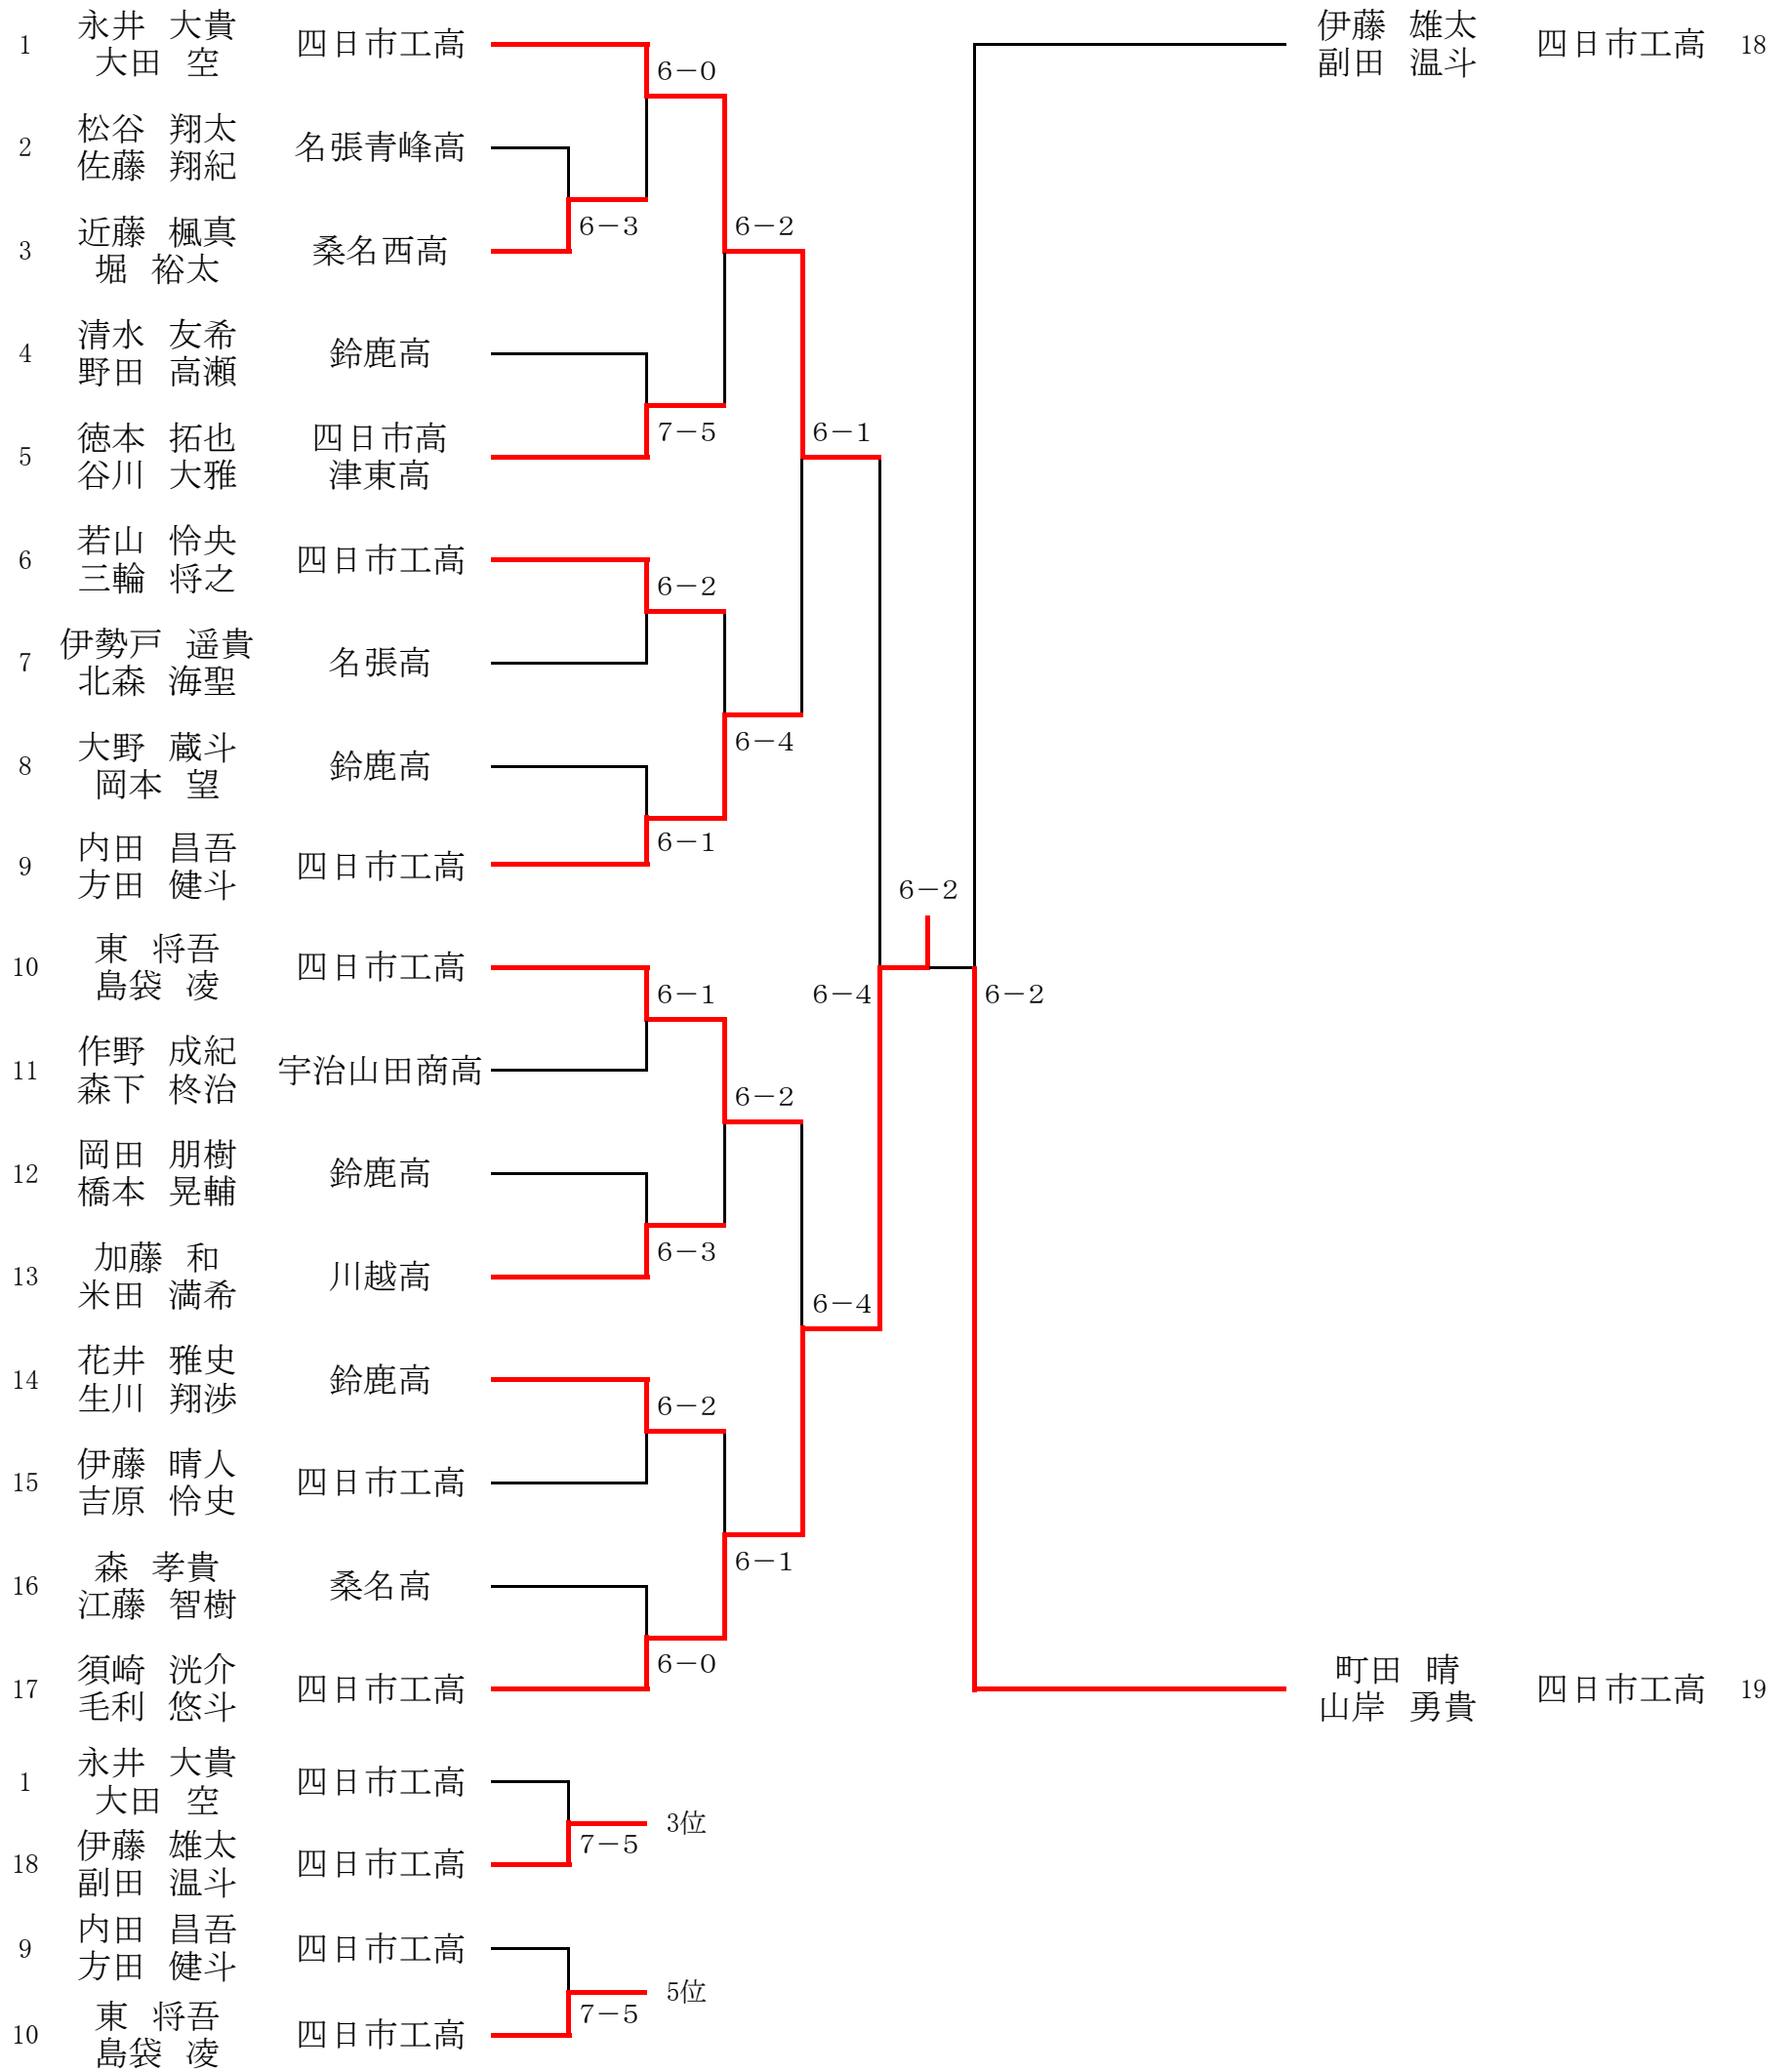 1 永井 大貴 大田 空 四日市工高
2 松谷 翔太 佐藤 翔紀 名張青峰高
3 近藤 楓真 堀 裕太 桑名西高
4 清水 友希 野田 高瀬 鈴鹿高
5 徳本 拓也 谷川 大雅 四日市高 津東高
6 若山 怜央 三輪 将之 四日市工高
7 伊勢戸 遥貴 北森 海聖 名張高
8 大野 蔵斗 岡本 望 鈴鹿高
9 内田 昌吾 方田 健斗 四日市工高
10 東 将吾 島袋 凌 四日市工高
11 作野 成紀 森下 柊治 宇治山田商高
12 岡田 朋樹 橋本 晃輔 鈴鹿高
13 加藤 和 米田 満希 川越高
14 花井 雅史 生川 翔渉 鈴鹿高
15 伊藤 晴人 吉原 怜史 四日市工高
16 森 孝貴 江藤 智樹 桑名高
17 須崎 洸介 毛利 悠斗 四日市工高
6-0
6-3
6-2
7-5
6-1
6-2
6-4
6-1
6-2
6-1
6-4
6-2
6-2
6-3
6-4
6-2
6-1
6-0
伊藤 雄太 副田 温斗 四日市工高 18
町田 晴 山岸 勇貴 四日市工高 19
1 永井 大貴 大田 空 四日市工高
18 伊藤 雄太 副田 温斗 四日市工高
7-5 3位
9 内田 昌吾 方田 健斗 四日市工高
10 東 将吾 島袋 凌 四日市工高
7-5 5位